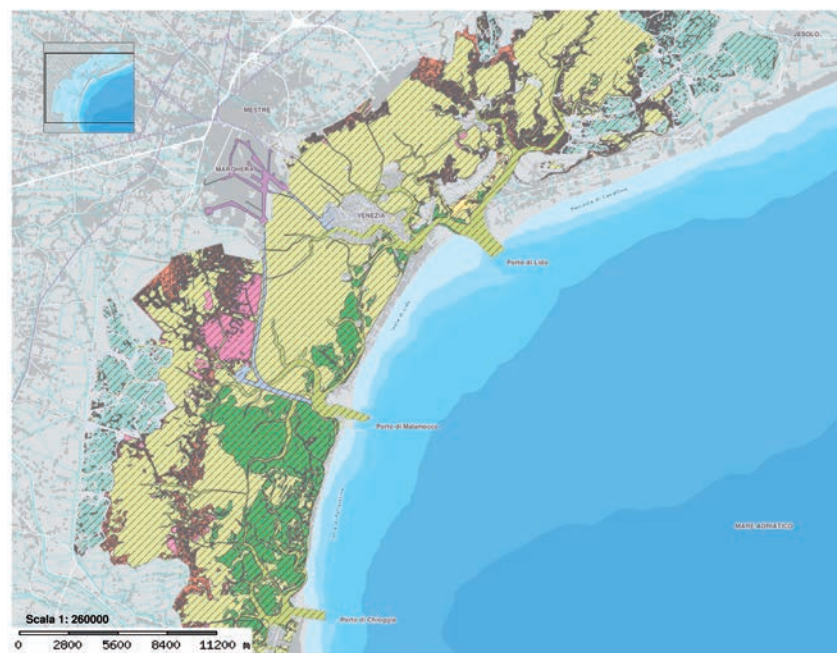 JESOLO
MESTRE
MARGHERA
VENEZIA
Porto di Lido
Porto di Malamocco
MARE ADRIATICO
Porto di Chioggia
Scala 1: 260000
0 2800 5600 8400 11200 m